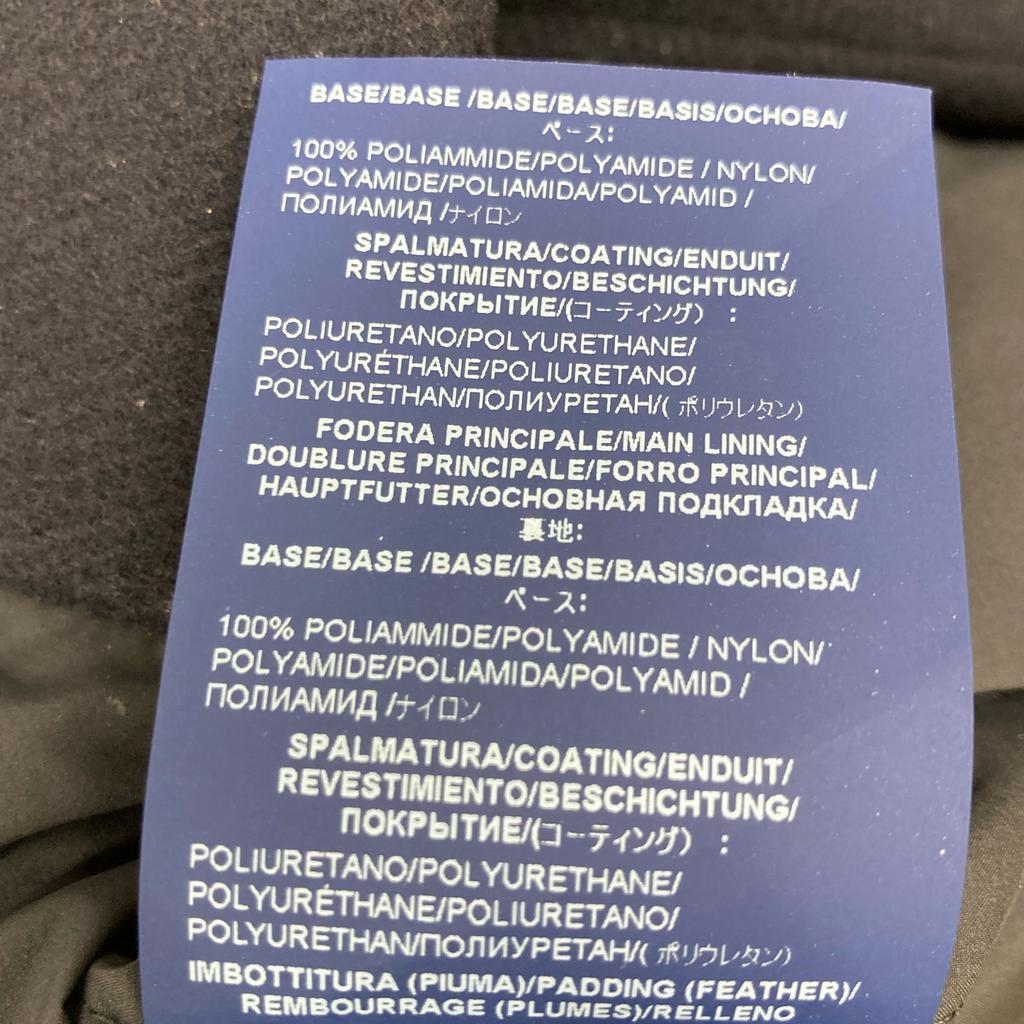 BASE/BASE /BASE/BASE/BASIS/ОСНОВА/
ベース:
100% POLIAMMIDE/POLYAMIDE / NYLON/
POLYAMIDE/POLIAMIDA/POLYAMID /
ПОЛИАМИД /ナイロン
SPALMATURA/COATING/ENDUIT/
REVESTIMIENTO/BESCHICHTUNG/
ПОКРЫТИЕ/(コーティング) :
POLIURETANO/POLYURETHANE/
POLYURÉTHANE/POLIURETANO/
POLYURETHAN/ПОЛИУРЕТАН/( ポリウレタン)
FODERA PRINCIPALE/MAIN LINING/
DOUBLURE PRINCIPALE/FORRO PRINCIPAL/
HAUPTFUTTER/ОСНОВНАЯ ПОДКЛАДКА/
裏地:
BASE/BASE /BASE/BASE/BASIS/ОСНОВА/
ベース:
100% POLIAMMIDE/POLYAMIDE / NYLON/
POLYAMIDE/POLIAMIDA/POLYAMID /
ПОЛИАМИД /ナイロン
SPALMATURA/COATING/ENDUIT/
REVESTIMIENTO/BESCHICHTUNG/
ПОКРЫТИЕ/(コーティング) :
POLIURETANO/POLYURETHANE/
POLYURÉTHANE/POLIURETANO/
POLYURETHAN/ПОЛИУРЕТАН/( ポリウレタン)
IMBOTTITURA (PIUMA)/PADDING (FEATHER)/
REMBOURRAGE (PLUMES)/RELLENO